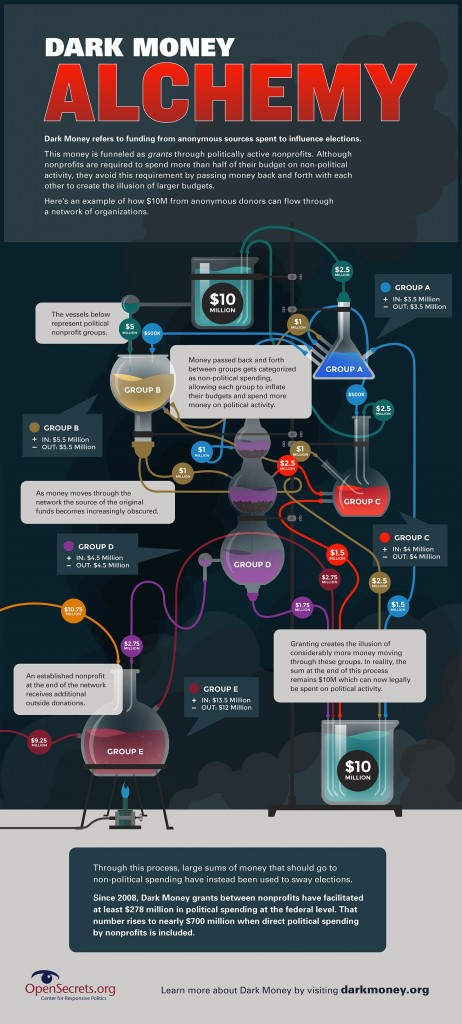 DARK MONEY
ALCHEMY
Dark Money refers to funding from anonymous sources spent to influence elections.
This money is funneled as grants through politically active nonprofits. Although
nonprofits are required to spend more than half of their budget on non-political
activity, they avoid this requirement by passing money back and forth with each
other to create the illusion of larger budgets.
Here's an example of how $10M from anonymous donors can flow through
a network of organizations.
$10
MILLION
$2.5
MILLION
GROUP A
+ IN: $3.5 Million
− OUT: $3.5 Million
The vessels below
represent political
nonprofit groups.
$5
MILLION
$500K
$1
MILLION
GROUP A
Money passed back and forth
between groups gets categorized
as non-political spending,
allowing each group to inflate
their budgets and spend more
money on political activity.
GROUP B
$500K
$2.5
MILLION
GROUP B
+ IN: $5.5 Million
− OUT: $5.5 Million
$1
MILLION
$1
MILLION
$2.5
MILLION
$1
MILLION
As money moves through the
network the source of the original
funds becomes increasingly obscured.
GROUP C
GROUP C
+ IN: $4 Million
− OUT: $4 Million
GROUP D
+ IN: $4.5 Million
− OUT: $4.5 Million
GROUP D
$1.5
MILLION
$2.75
MILLION
$2.5
MILLION
$1.75
MILLION
$1.5
MILLION
$10.75
MILLION
$2.75
MILLION
Granting creates the illusion of
considerably more money moving
through these groups. In reality, the
sum at the end of this process
remains $10M which can now legally
be spent on political activity.
An established nonprofit
at the end of the network
receives additional
outside donations.
GROUP E
+ IN: $13.5 Million
− OUT: $12 Million
$9.25
MILLION
GROUP E
$10
MILLION
Through this process, large sums of money that should go to
non-political spending have instead been used to sway elections.
Since 2008, Dark Money grants between nonprofits have facilitated
at least $278 million in political spending at the federal level. That
number rises to nearly $700 million when direct political spending
by nonprofits is included.
OpenSecrets.org
Center for Responsive Politics
Learn more about Dark Money by visiting darkmoney.org